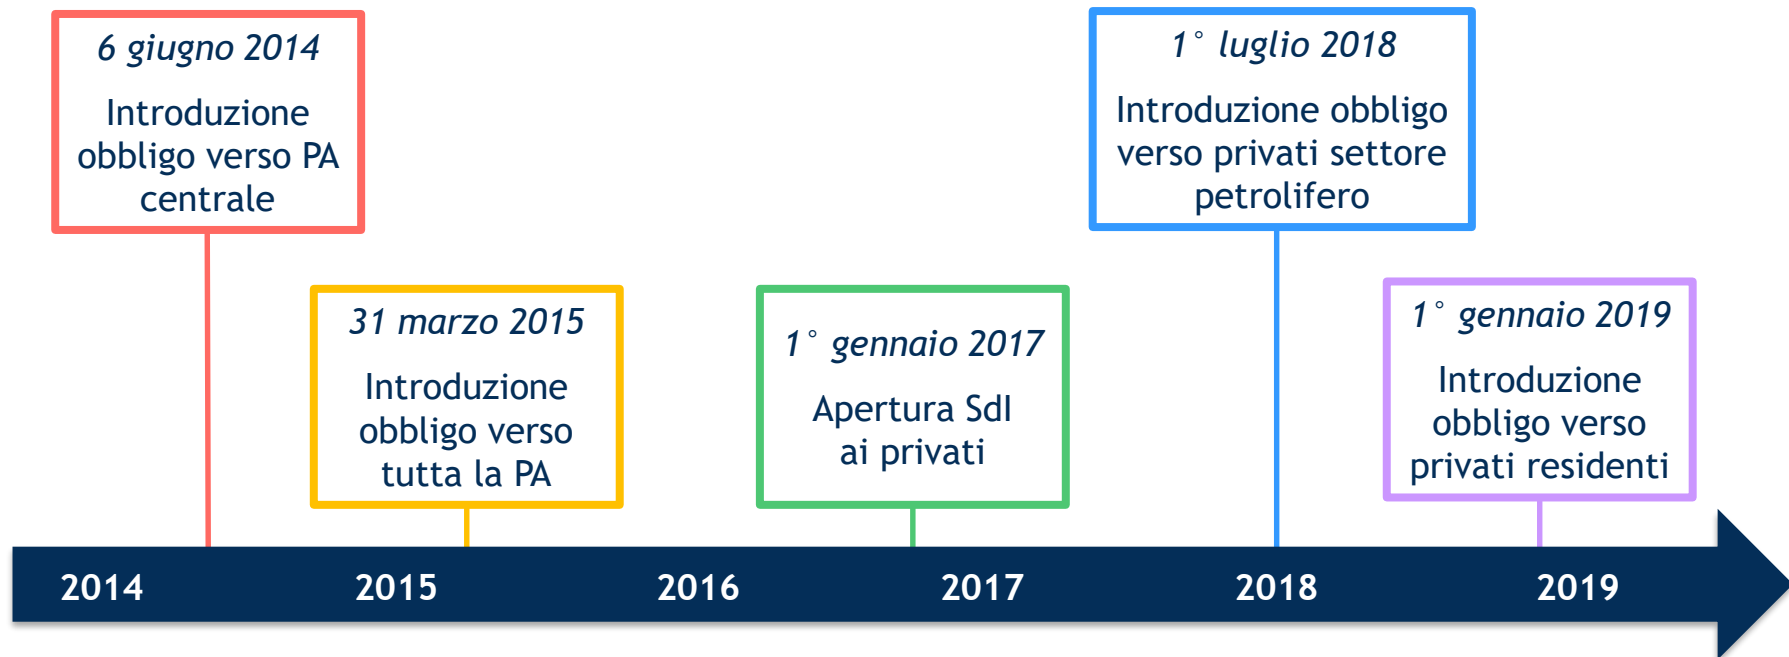 6 giugno 2014
Introduzione
obbligo verso PA
centrale
31 marzo 2015
Introduzione
obbligo verso
tutta la PA
1° gennaio 2017
Apertura SdI
ai privati
1° luglio 2018
Introduzione obbligo
verso privati settore
petrolifero
1° gennaio 2019
Introduzione
obbligo verso
privati residenti
2014 2015 2016 2017 2018 2019